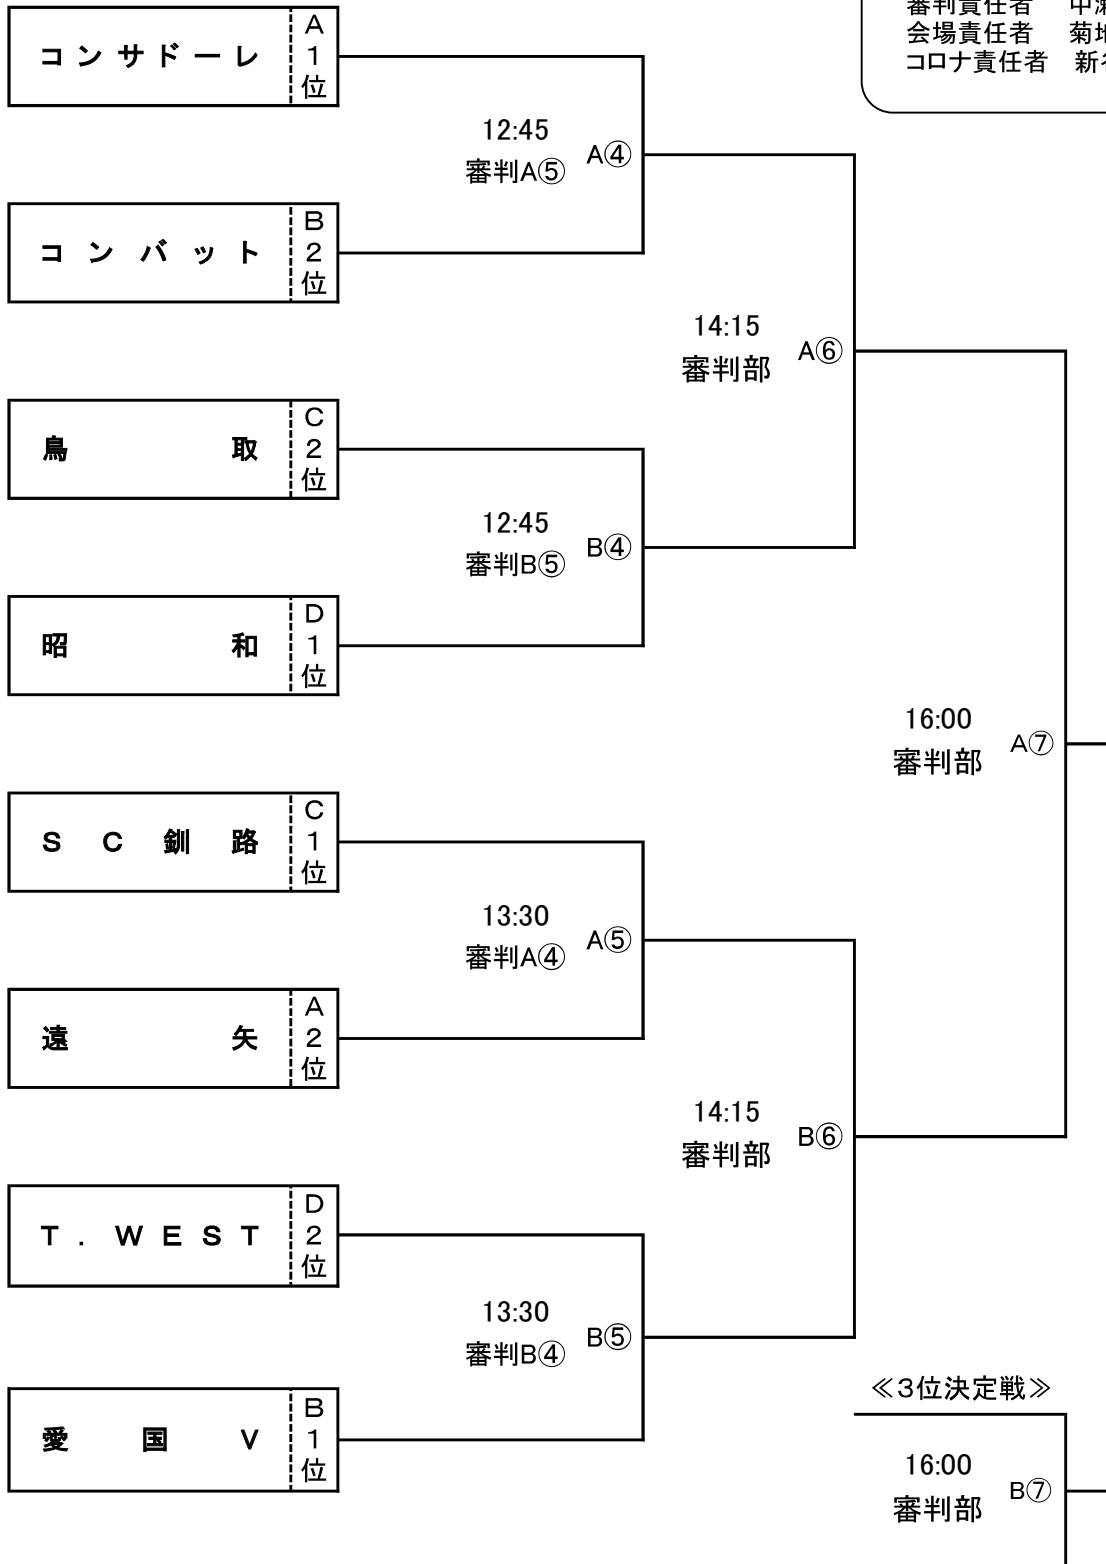 審判責任者
会場責任者 菊地
コロナ責任者 新谷
コンサドーレ
A
1
位
12:45
審判A⑤
A④
コンバット
B
2
位
14:15
審判部
A⑥
鳥取
C
2
位
12:45
審判B⑤
B④
昭和
D
1
位
16:00
審判部
A⑦
SC釧路
C
1
位
13:30
審判A④
A⑤
遠矢
A
2
位
14:15
審判部
B⑥
T.WEST
D
2
位
13:30
審判B④
B⑤
≪3位決定戦≫
愛国V
B
1
位
16:00
審判部
B⑦